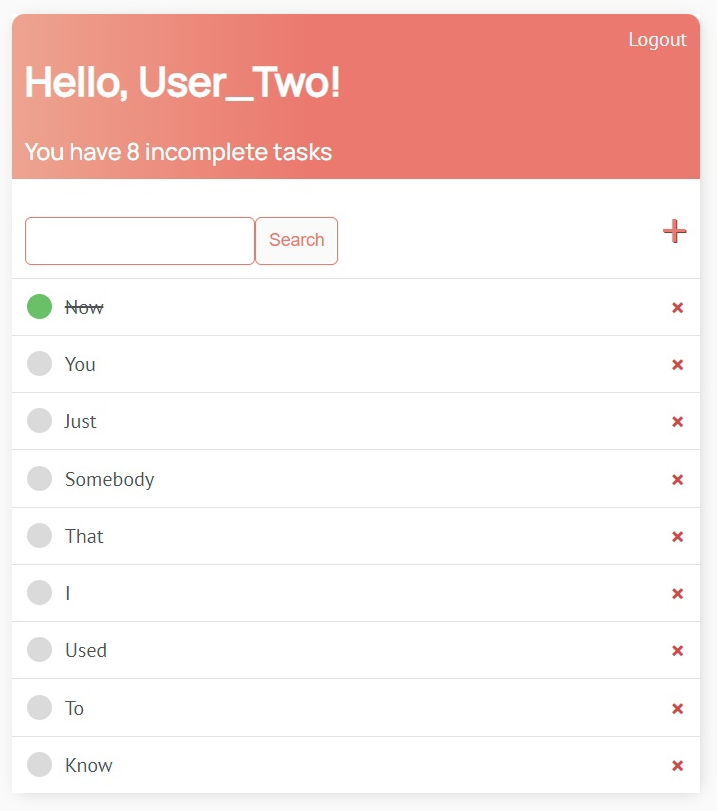 Logout
Hello, User_Two!
You have 8 incomplete tasks
Search
Now
You
Just
Somebody
That
I
Used
To
Know